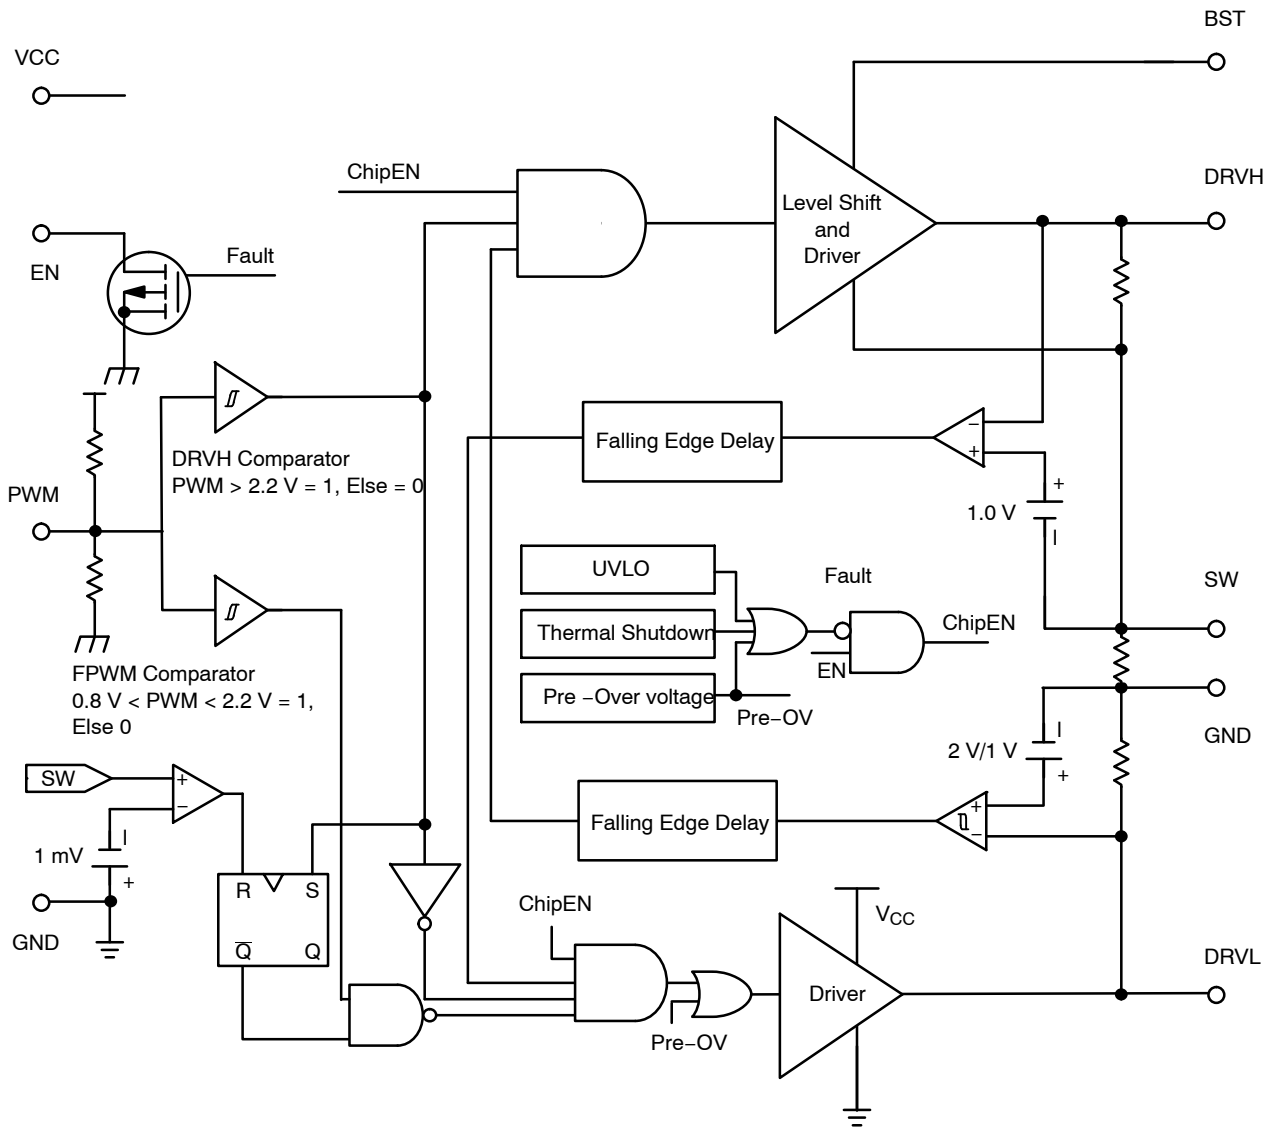 BST
VCC
ChipEN
DRVH
Level Shift
and
Driver
Fault
EN
DRVH Comparator
PWM > 2.2 V = 1, Else = 0
Falling Edge Delay
−
+
+
1.0 V
I
PWM
UVLO
Fault
SW
Thermal Shutdown
ChipEN
EN
FPWM Comparator
0.8 V < PWM < 2.2 V = 1,
Else 0
Pre −Over voltage
Pre−OV
GND
I
2 V/1 V
+
SW
+
−
Falling Edge Delay
+
−
I
1 mV
+
R
S
Q̅
Q
GND
ChipEN
VCC
DRVL
Driver
Pre−OV